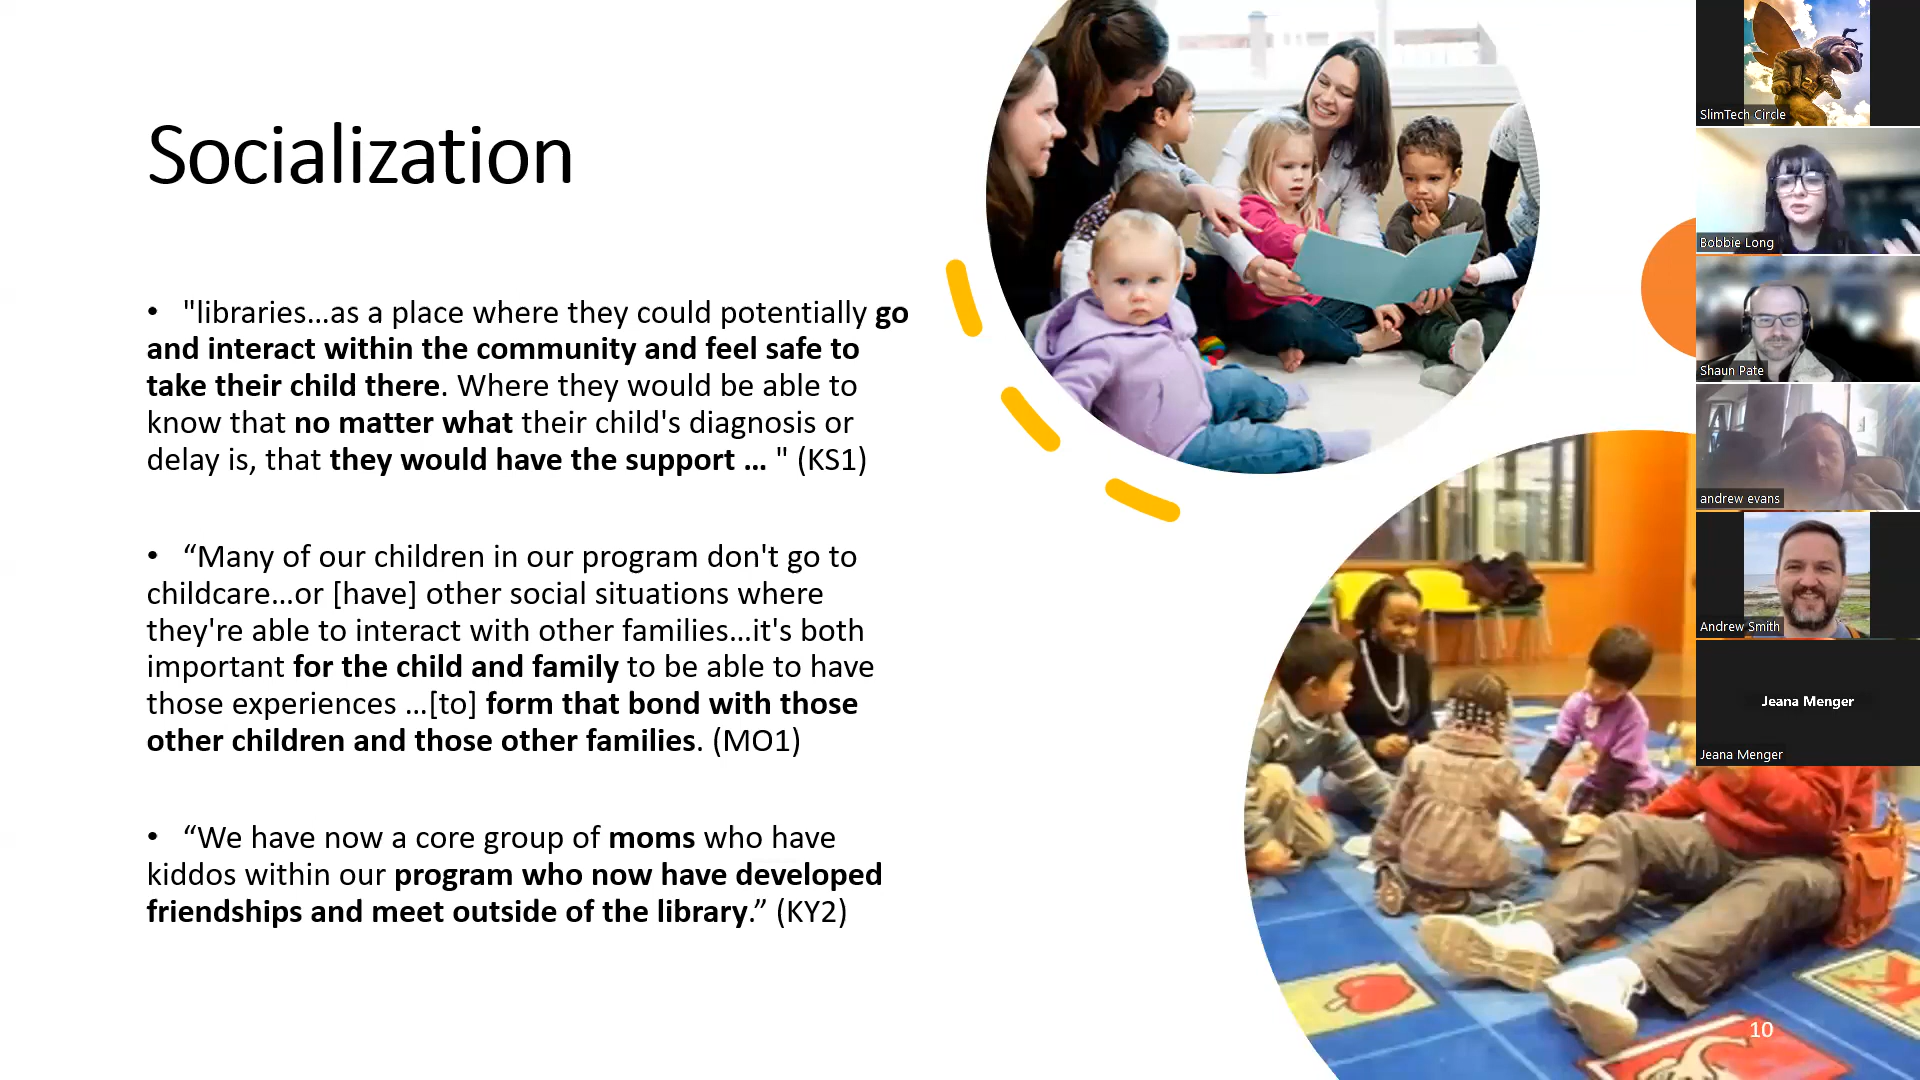 Socialization
• "libraries…as a place where they could potentially go
and interact within the community and feel safe to
take their child there. Where they would be able to
know that no matter what their child's diagnosis or
delay is, that they would have the support … " (KS1)
• “Many of our children in our program don't go to
childcare…or [have] other social situations where
they're able to interact with other families…it's both
important for the child and family to be able to have
those experiences …[to] form that bond with those
other children and those other families. (MO1)
• “We have now a core group of moms who have
kiddos within our program who now have developed
friendships and meet outside of the library.” (KY2)
SlimTech Circle
Bobbie Long
Shaun Pate
andrew evans
Andrew Smith
Jeana Menger
Jeana Menger
10